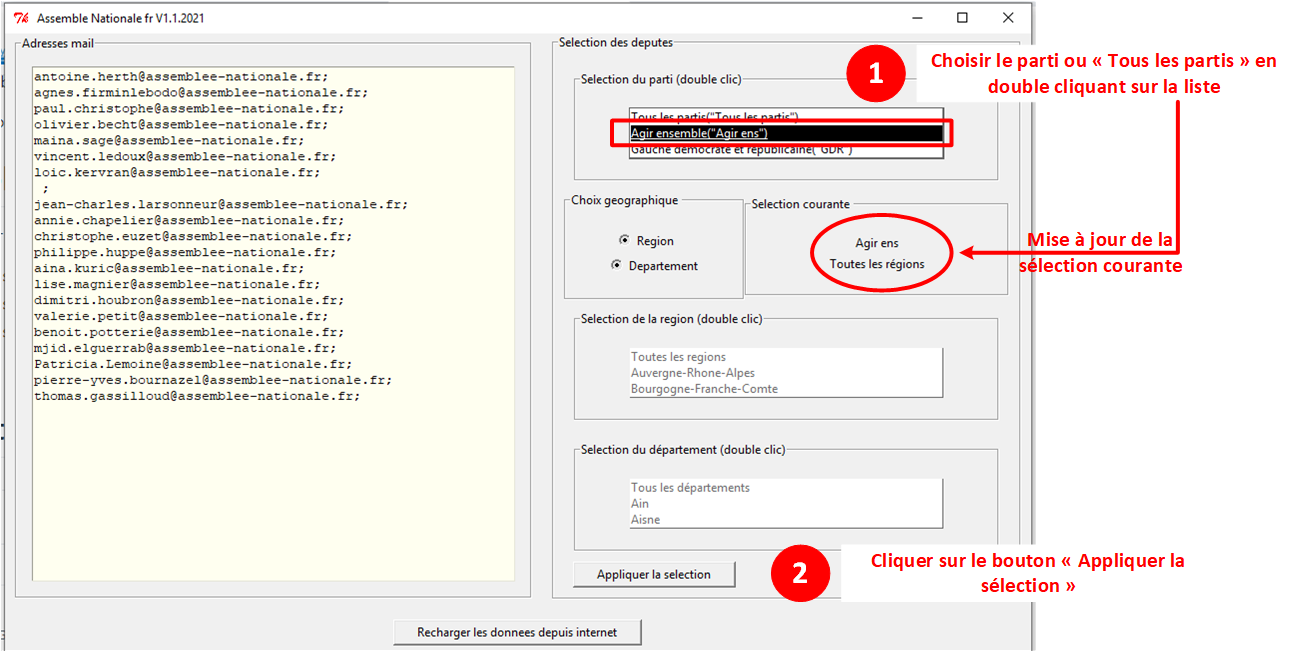 Assemble Nationale fr V1.1.2021
Adresses mail
antoine.herth@assemblee-nationale.fr;
agnes.firminlebodo@assemblee-nationale.fr;
paul.christophe@assemblee-nationale.fr;
olivier.becht@assemblee-nationale.fr;
maina.sage@assemblee-nationale.fr;
vincent.ledoux@assemblee-nationale.fr;
loic.kervran@assemblee-nationale.fr;
;
jean-charles.larsonneur@assemblee-nationale.fr;
annie.chapelier@assemblee-nationale.fr;
christophe.euzet@assemblee-nationale.fr;
philippe.huppe@assemblee-nationale.fr;
aina.kuric@assemblee-nationale.fr;
lise.magnier@assemblee-nationale.fr;
dimitri.houbron@assemblee-nationale.fr;
valerie.petit@assemblee-nationale.fr;
benoit.potterie@assemblee-nationale.fr;
mjid.elguerrab@assemblee-nationale.fr;
Patricia.Lemoine@assemblee-nationale.fr;
pierre-yves.bournazel@assemblee-nationale.fr;
thomas.gassilloud@assemblee-nationale.fr;
Selection des deputes
Selection du parti (double clic)
Tous les partis("Tous les partis")
Agir ensemble("Agir ens")
Gauche democrate et republicaine("GDR")
1
Choisir le parti ou « Tous les partis » en
double cliquant sur la liste
Choix geographique
Region
Departement
Selection courante
Agir ens
Toutes les régions
Mise à jour de la
sélection courante
Selection de la region (double clic)
Toutes les regions
Auvergne-Rhone-Alpes
Bourgogne-Franche-Comte
Selection du département (double clic)
Tous les départements
Ain
Aisne
Appliquer la selection
2
Cliquer sur le bouton « Appliquer la
sélection »
Recharger les donnees depuis internet